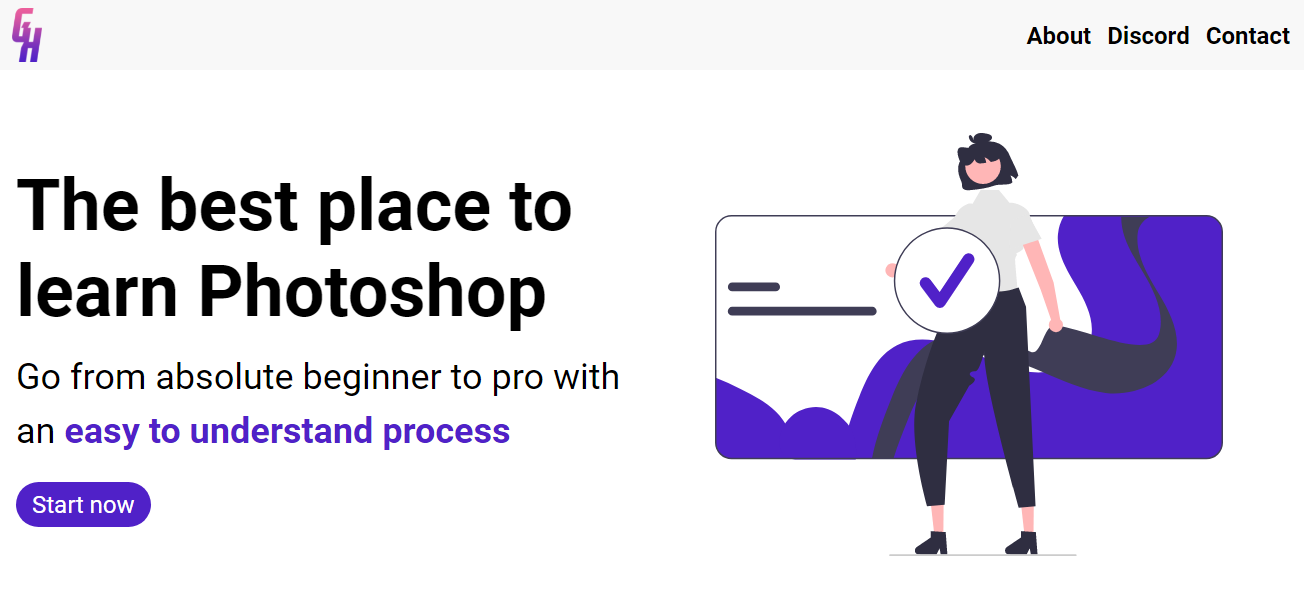 GH
About Discord Contact
The best place to
learn Photoshop
Go from absolute beginner to pro with
an easy to understand process
Start now